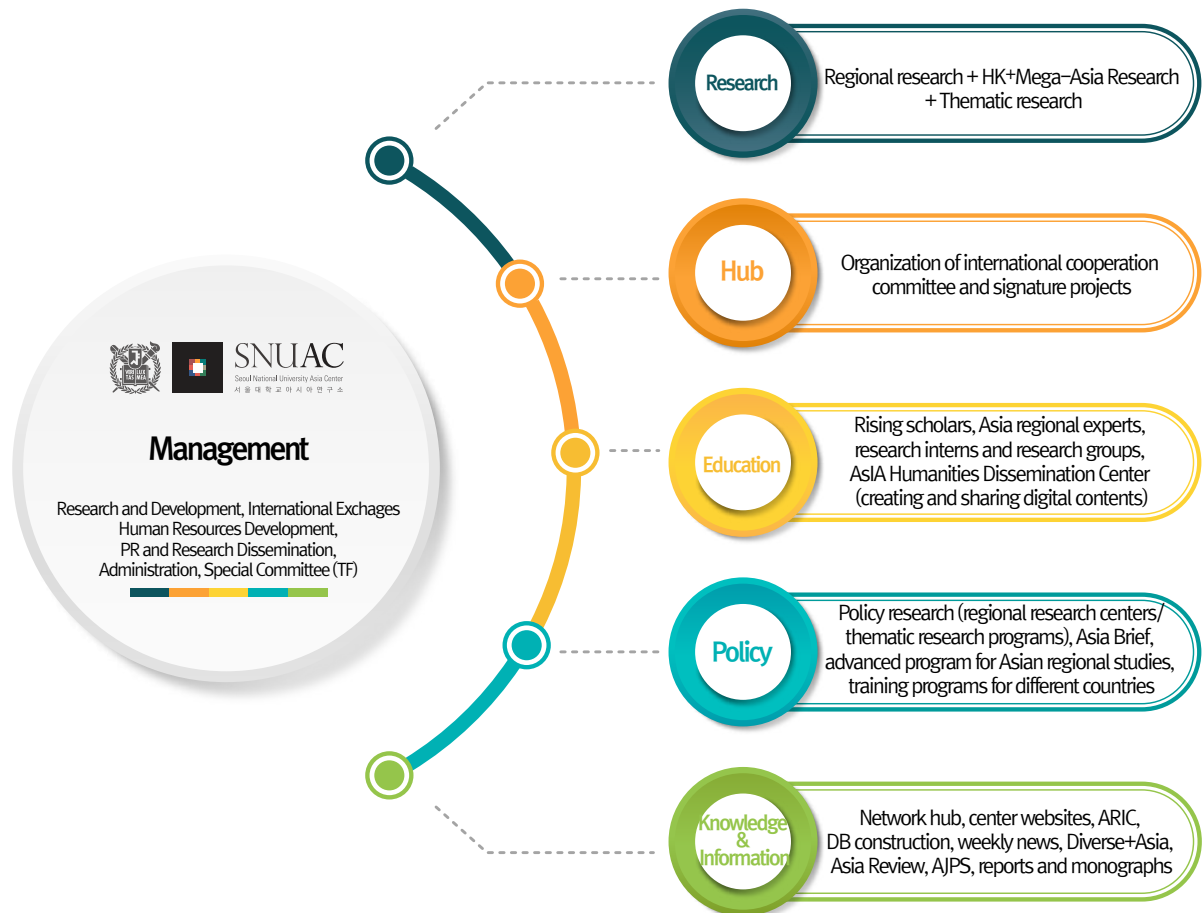 SNUAC
Seoul National University Asia Center
서울대학교아시아연구소
Management
Research and Development, International Exchages
Human Resources Development,
PR and Research Dissemination,
Administration, Special Committee (TF)
Research
Regional research + HK+Mega-Asia Research
+ Thematic research
Hub
Organization of international cooperation
committee and signature projects
Education
Rising scholars, Asia regional experts,
research interns and research groups,
AsIA Humanities Dissemination Center
(creating and sharing digital contents)
Policy
Policy research (regional research centers/
thematic research programs), Asia Brief,
advanced program for Asian regional studies,
training programs for different countries
Knowledge
&
Information
Network hub, center websites, ARIC,
DB construction, weekly news, Diverse+Asia,
Asia Review, AJPS, reports and monographs